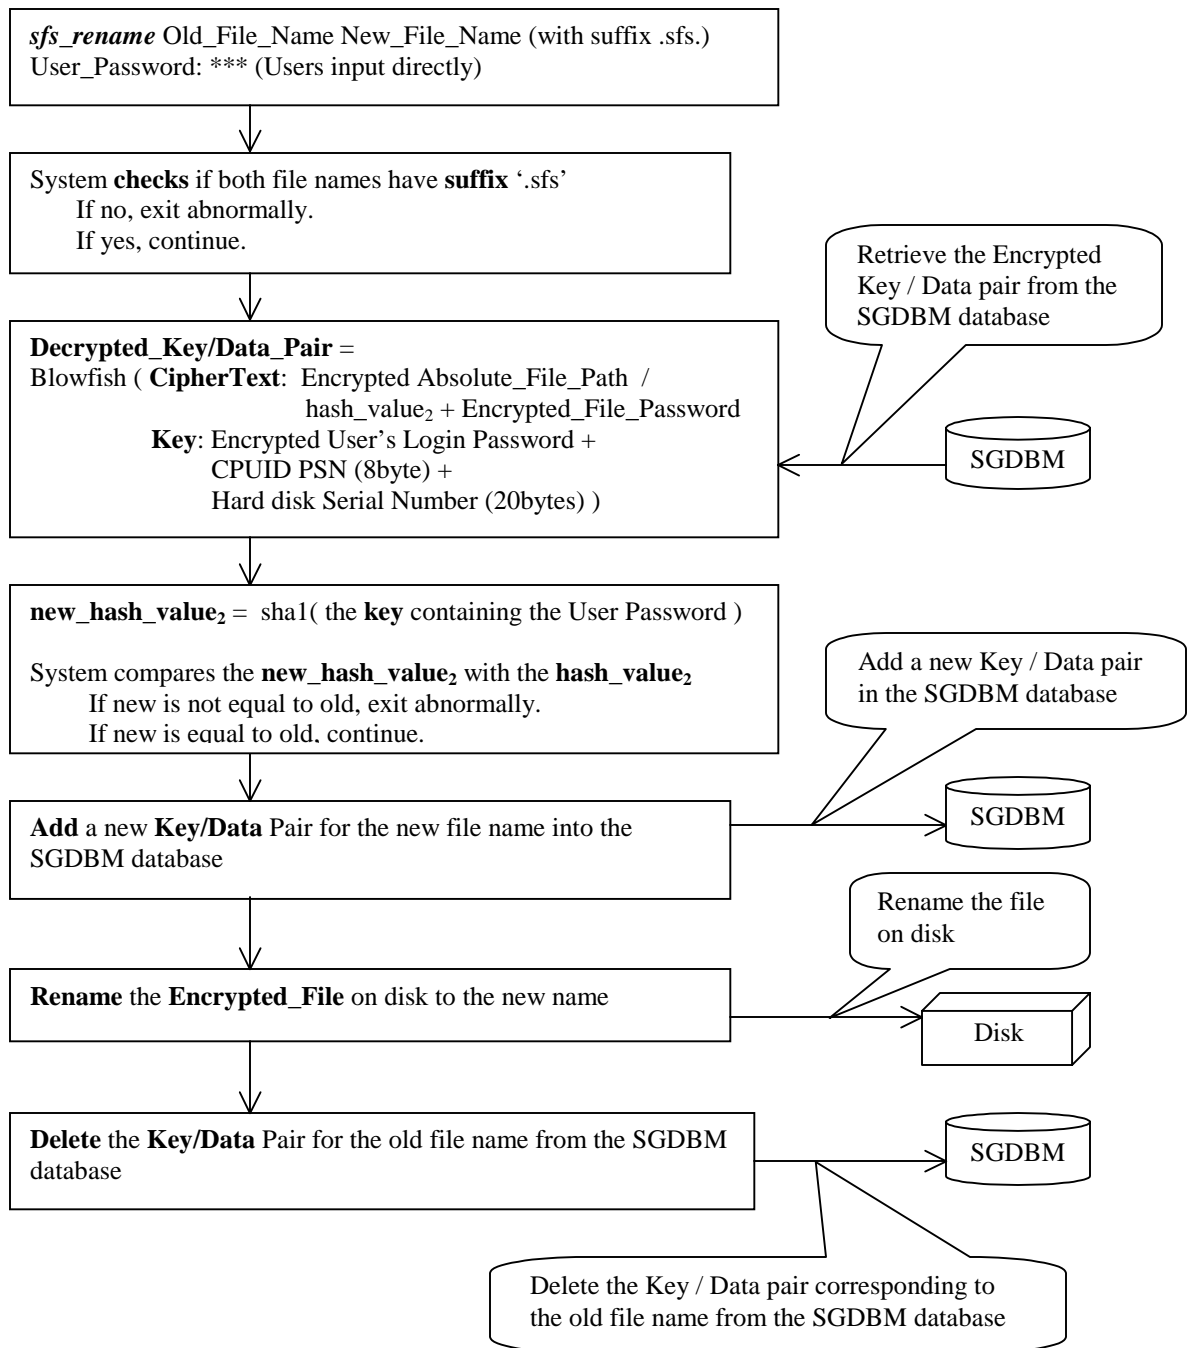 sfs_rename Old_File_Name New_File_Name (with suffix .sfs.)
User_Password: *** (Users input directly)
System checks if both file names have suffix ‘.sfs’
If no, exit abnormally.
If yes, continue.
Retrieve the Encrypted
Key / Data pair from the
SGDBM database
Decrypted_Key/Data_Pair =
Blowfish ( CipherText: Encrypted Absolute_File_Path /
hash_value₂ + Encrypted_File_Password
Key: Encrypted User’s Login Password +
CPUID PSN (8byte) +
Hard disk Serial Number (20bytes) )
SGDBM
new_hash_value₂ = sha1( the key containing the User Password )
System compares the new_hash_value₂ with the hash_value₂
If new is not equal to old, exit abnormally.
If new is equal to old, continue.
Add a new Key / Data pair
in the SGDBM database
Add a new Key/Data Pair for the new file name into the
SGDBM database
SGDBM
Rename the file
on disk
Rename the Encrypted_File on disk to the new name
Disk
Delete the Key/Data Pair for the old file name from the SGDBM
database
SGDBM
Delete the Key / Data pair corresponding to
the old file name from the SGDBM database